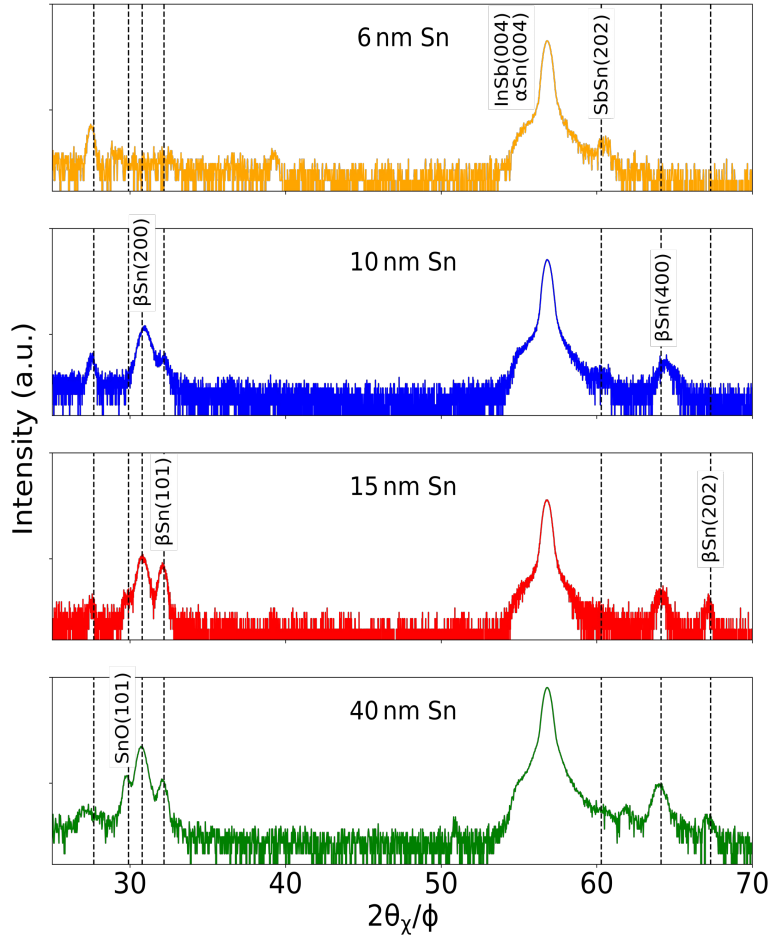 6 nm Sn
InSb(004)
αSn(004)
SbSn(202)
10 nm Sn
βSn(200)
βSn(400)
15 nm Sn
βSn(101)
βSn(202)
40 nm Sn
SnO(101)
Intensity (a.u.)
30 40 50 60 70
2θχ/ϕ